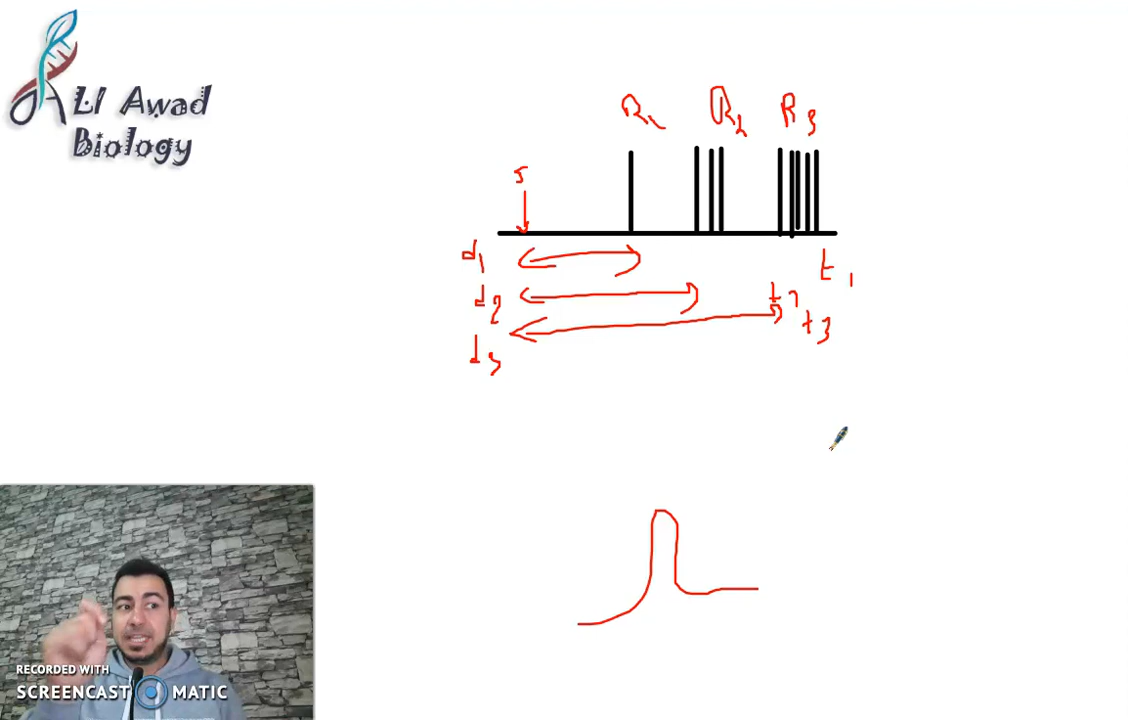 ALI Awad
Biology
R₁ R₂ R₃
s
d₁ t₁
d₂ t₂
t₃
d₃
RECORDED WITH
SCREENCAST MATIC